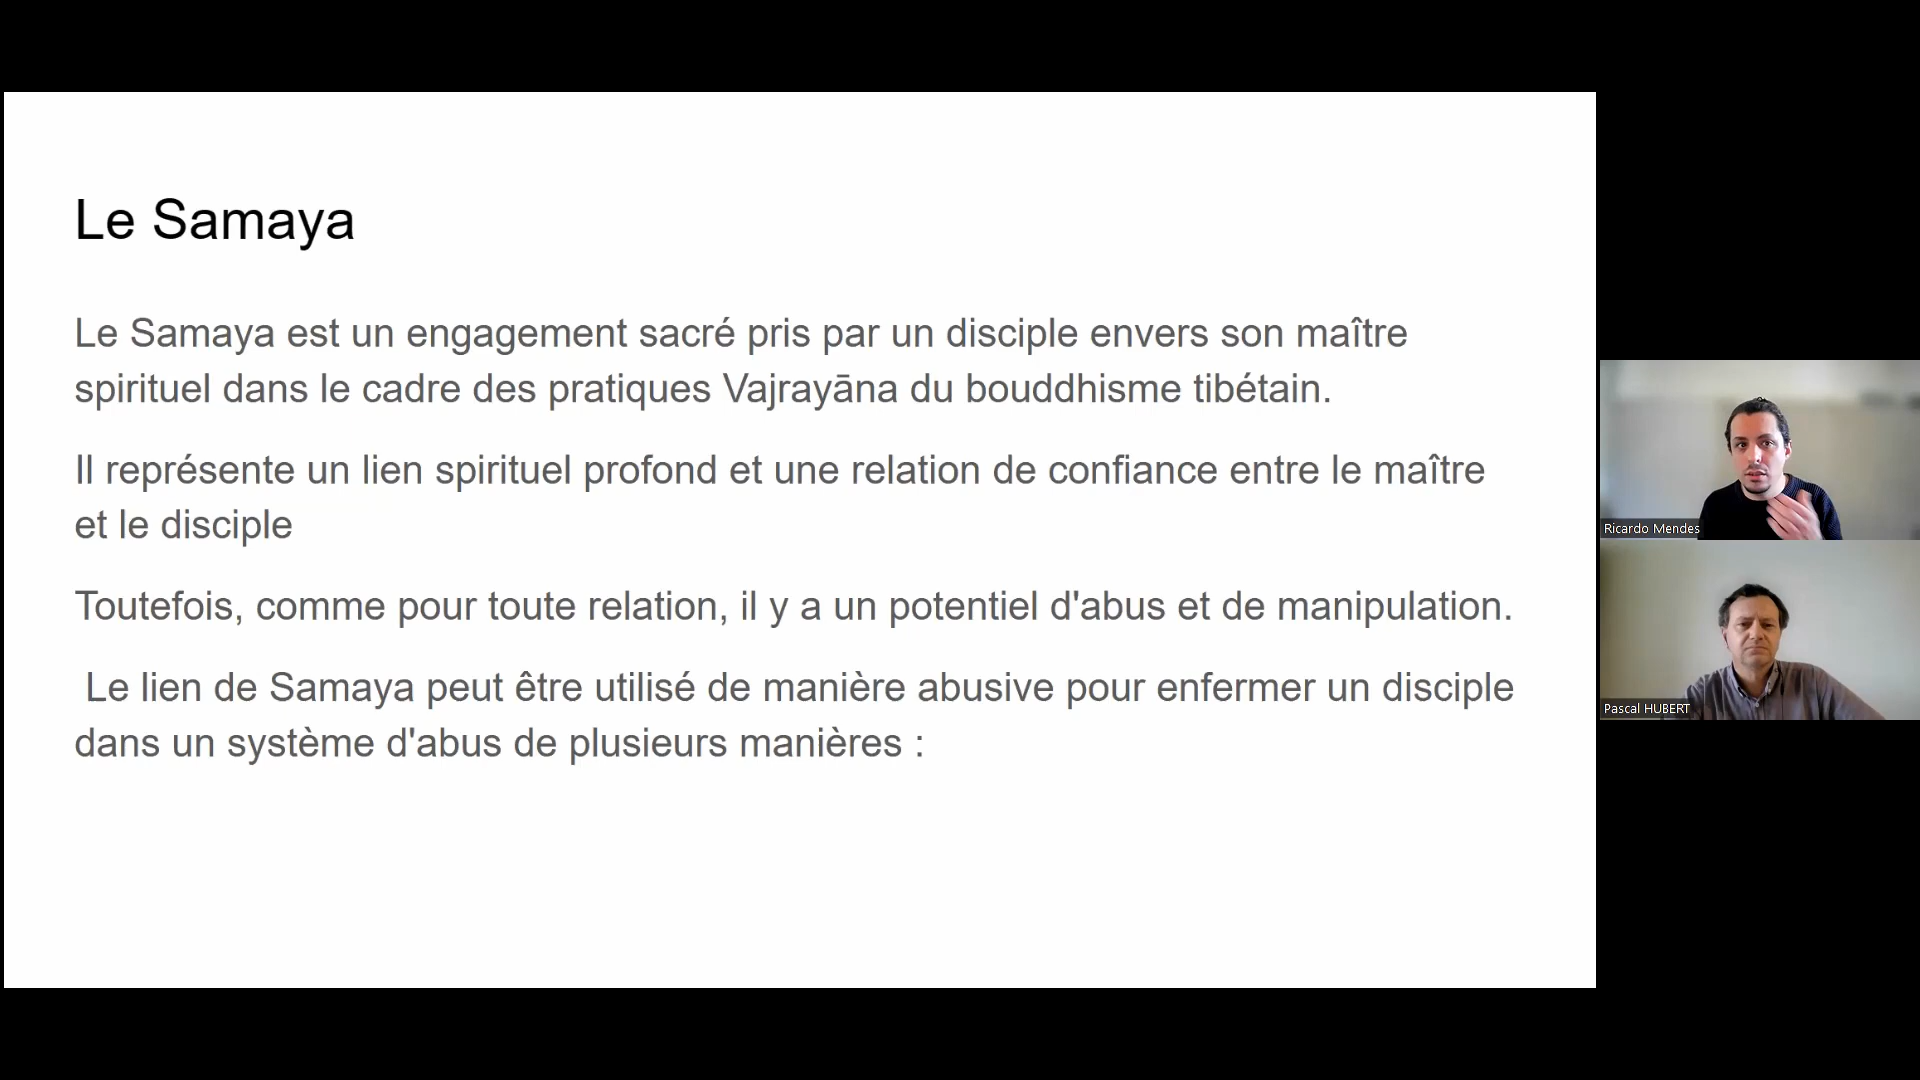 Le Samaya
Le Samaya est un engagement sacré pris par un disciple envers son maître
spirituel dans le cadre des pratiques Vajrayāna du bouddhisme tibétain.
Il représente un lien spirituel profond et une relation de confiance entre le maître
et le disciple
Toutefois, comme pour toute relation, il y a un potentiel d'abus et de manipulation.
Le lien de Samaya peut être utilisé de manière abusive pour enfermer un disciple
dans un système d'abus de plusieurs manières :
Ricardo Mendes
Pascal HUBERT